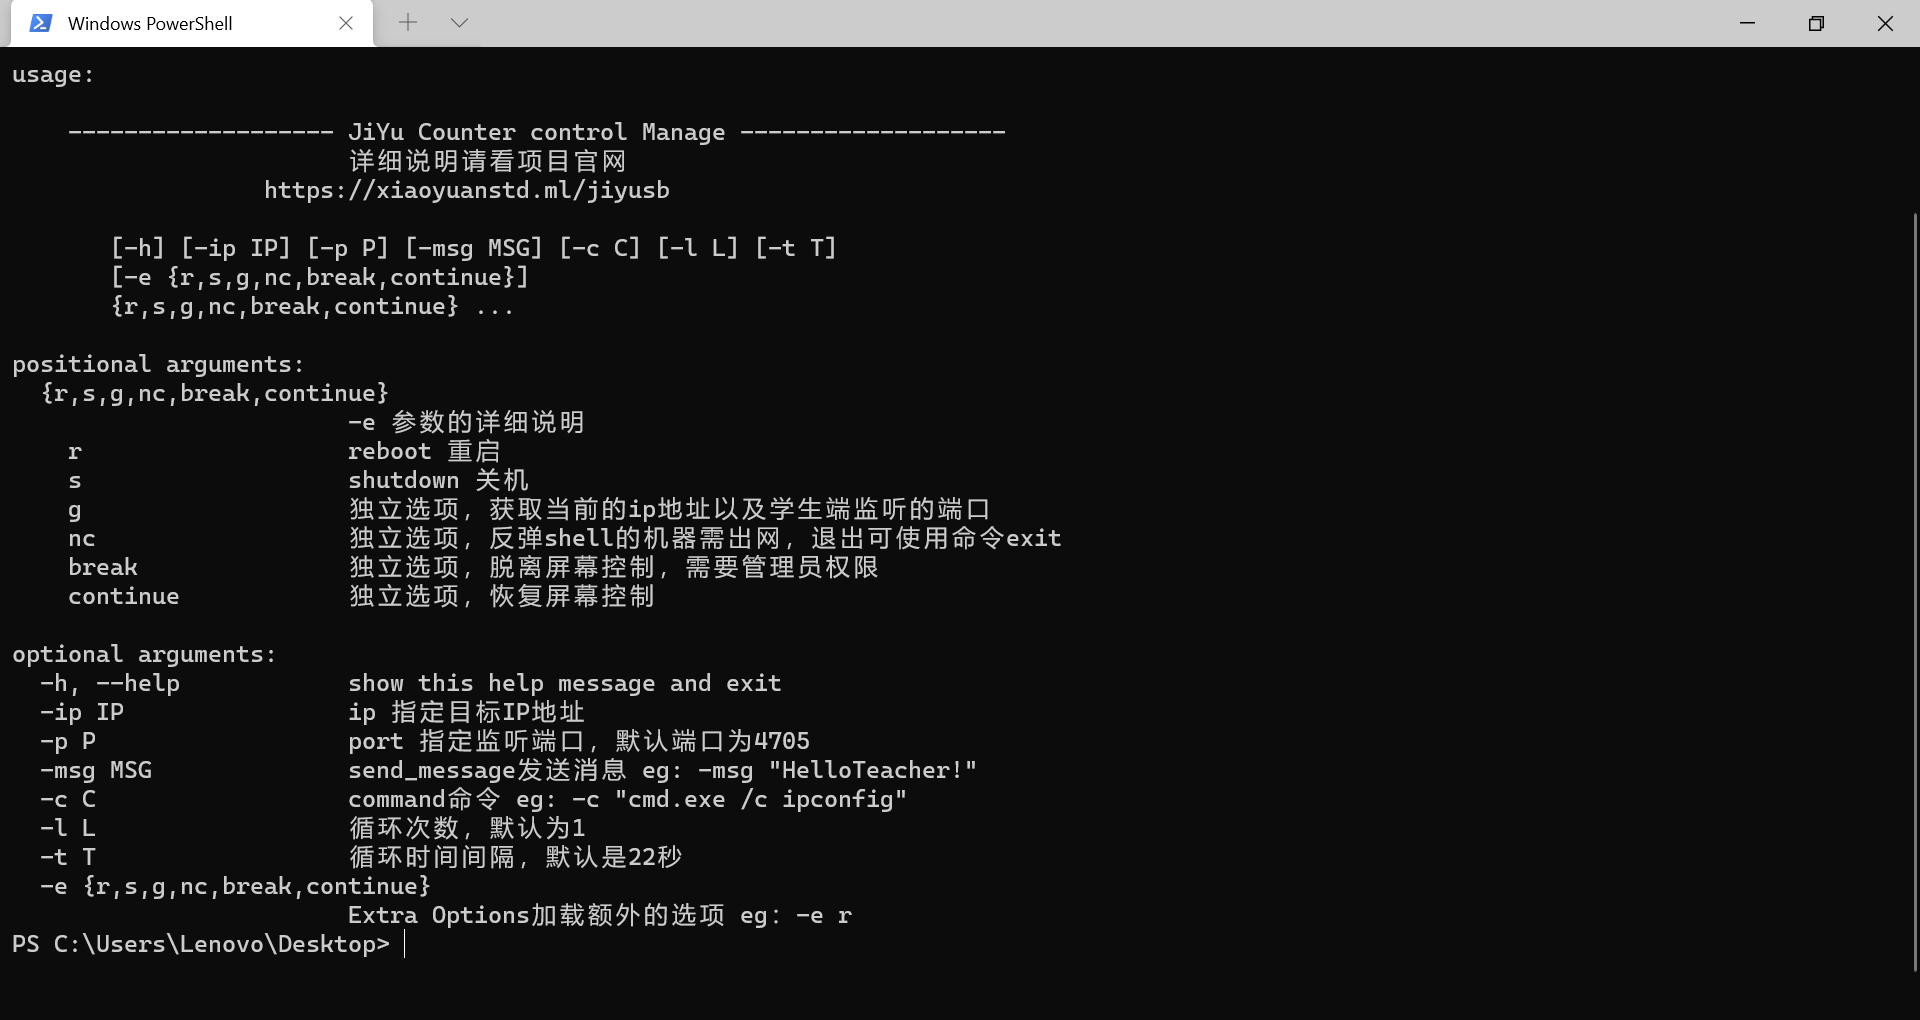 Windows PowerShell
usage:
------------------- JiYu Counter control Manage -------------------
详细说明请看项目官网
https://xiaoyuanstd.ml/jiyusb
[-h] [-ip IP] [-p P] [-msg MSG] [-c C] [-l L] [-t T]
[-e {r,s,g,nc,break,continue}]
{r,s,g,nc,break,continue} ...
positional arguments:
{r,s,g,nc,break,continue}
-e 参数的详细说明
r reboot 重启
s shutdown 关机
g 独立选项，获取当前的ip地址以及学生端监听的端口
nc 独立选项，反弹shell的机器需出网，退出可使用命令exit
break 独立选项，脱离屏幕控制，需要管理员权限
continue 独立选项，恢复屏幕控制
optional arguments:
-h, --help show this help message and exit
-ip IP ip 指定目标IP地址
-p P port 指定监听端口，默认端口为4705
-msg MSG send_message发送消息 eg: -msg "HelloTeacher!"
-c C command命令 eg: -c "cmd.exe /c ipconfig"
-l L 循环次数，默认为1
-t T 循环时间间隔，默认是22秒
-e {r,s,g,nc,break,continue}
Extra Options加载额外的选项 eg：-e r
PS C:\Users\Lenovo\Desktop>